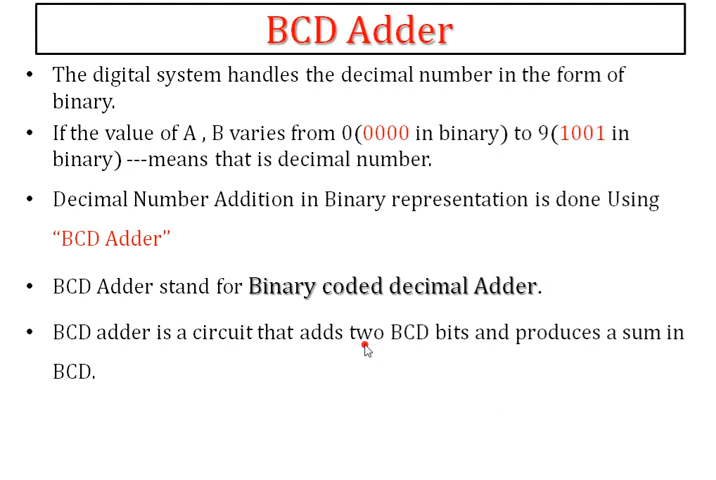 BCD Adder
• The digital system handles the decimal number in the form of
binary.
• If the value of A , B varies from 0(0000 in binary) to 9(1001 in
binary) ---means that is decimal number.
• Decimal Number Addition in Binary representation is done Using
“BCD Adder”
• BCD Adder stand for Binary coded decimal Adder.
• BCD adder is a circuit that adds two BCD bits and produces a sum in
BCD.